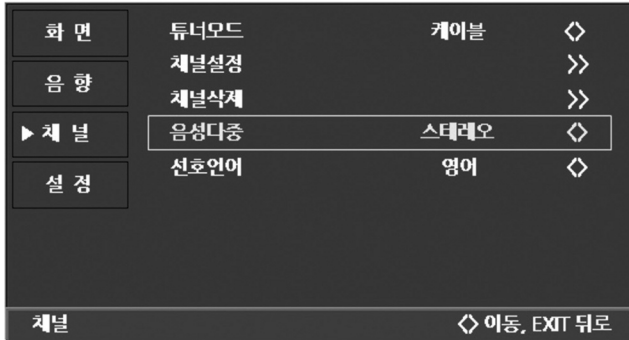 화 면
음 향
▶ 채 널
설 정
튜너모드 케이블 <>
채널설정 >>
채널삭제 >>
음성다중 스테레오 <>
선호언어 영어 <>
채널 <> 이동, EXIT 뒤로